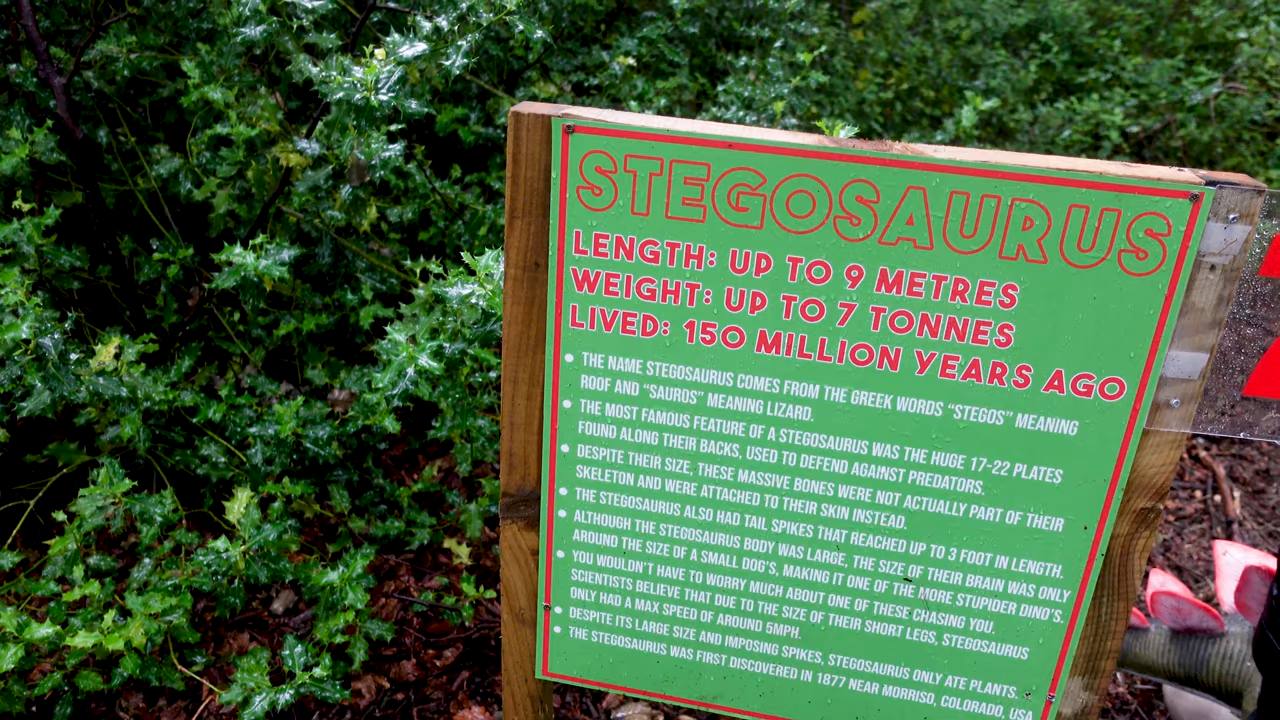 STEGOSAURUS
LENGTH: UP TO 9 METRES
WEIGHT: UP TO 7 TONNES
LIVED: 150 MILLION YEARS AGO
• THE NAME STEGOSAURUS COMES FROM THE GREEK WORDS “STEGOS” MEANING
ROOF AND “SAUROS” MEANING LIZARD.
• THE MOST FAMOUS FEATURE OF A STEGOSAURUS WAS THE HUGE 17-22 PLATES
FOUND ALONG THEIR BACKS, USED TO DEFEND AGAINST PREDATORS.
• DESPITE THEIR SIZE, THESE MASSIVE BONES WERE NOT ACTUALLY PART OF THEIR
SKELETON AND WERE ATTACHED TO THEIR SKIN INSTEAD.
• THE STEGOSAURUS ALSO HAD TAIL SPIKES THAT REACHED UP TO 3 FOOT IN LENGTH.
• ALTHOUGH THE STEGOSAURUS BODY WAS LARGE, THE SIZE OF THEIR BRAIN WAS ONLY
AROUND THE SIZE OF A SMALL DOG'S, MAKING IT ONE OF THE MORE STUPIDER DINO'S.
• YOU WOULDN'T HAVE TO WORRY MUCH ABOUT ONE OF THESE CHASING YOU.
SCIENTISTS BELIEVE THAT DUE TO THE SIZE OF THEIR SHORT LEGS, STEGOSAURUS
ONLY HAD A MAX SPEED OF AROUND 5MPH.
• DESPITE ITS LARGE SIZE AND IMPOSING SPIKES, STEGOSAURUS ONLY ATE PLANTS.
• THE STEGOSAURUS WAS FIRST DISCOVERED IN 1877 NEAR MORRISO, COLORADO, USA